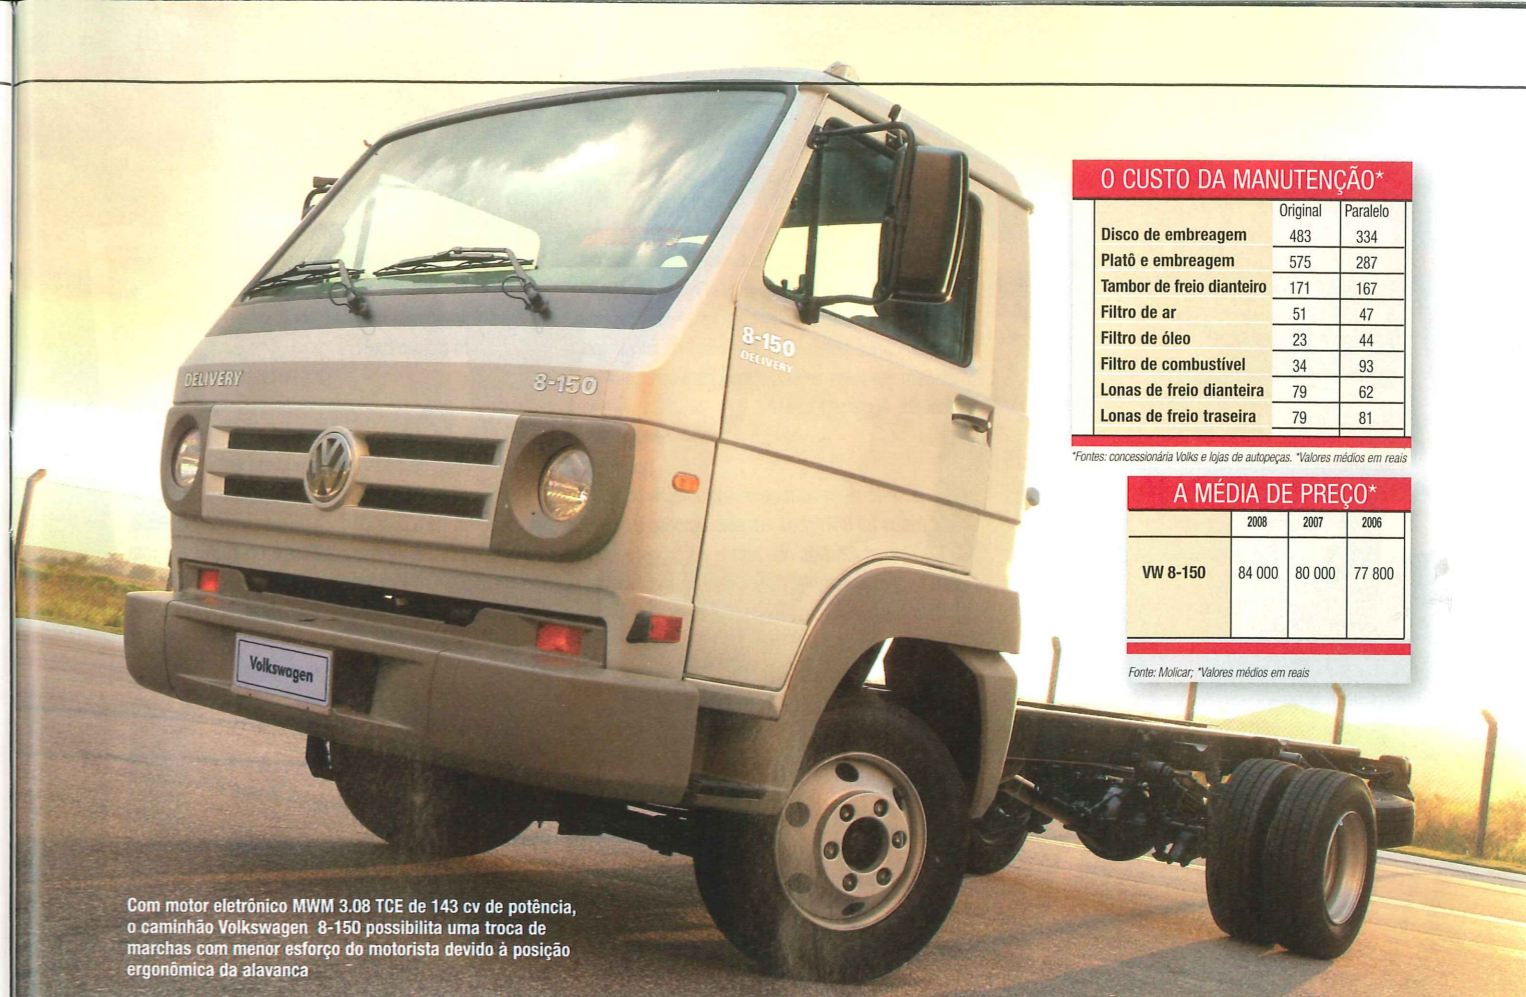 O CUSTO DA MANUTENÇÃO*
Original Paralelo
Disco de embreagem 483 334
Platô e embreagem 575 287
Tambor de freio dianteiro 171 167
Filtro de ar 51 47
Filtro de óleo 23 44
Filtro de combustível 34 93
Lonas de freio dianteira 79 62
Lonas de freio traseira 79 81
*Fontes: concessionária Volks e lojas de autopeças. *Valores médios em reais
A MÉDIA DE PREÇO*
2008 2007 2006
VW 8-150 84 000 80 000 77 800
Fonte: Molicar; *Valores médios em reais
8-150
DELIVERY
DELIVERY 8-150
Volkswagen
Com motor eletrônico MWM 3.08 TCE de 143 cv de potência,
o caminhão Volkswagen 8-150 possibilita uma troca de
marchas com menor esforço do motorista devido à posição
ergonômica da alavanca